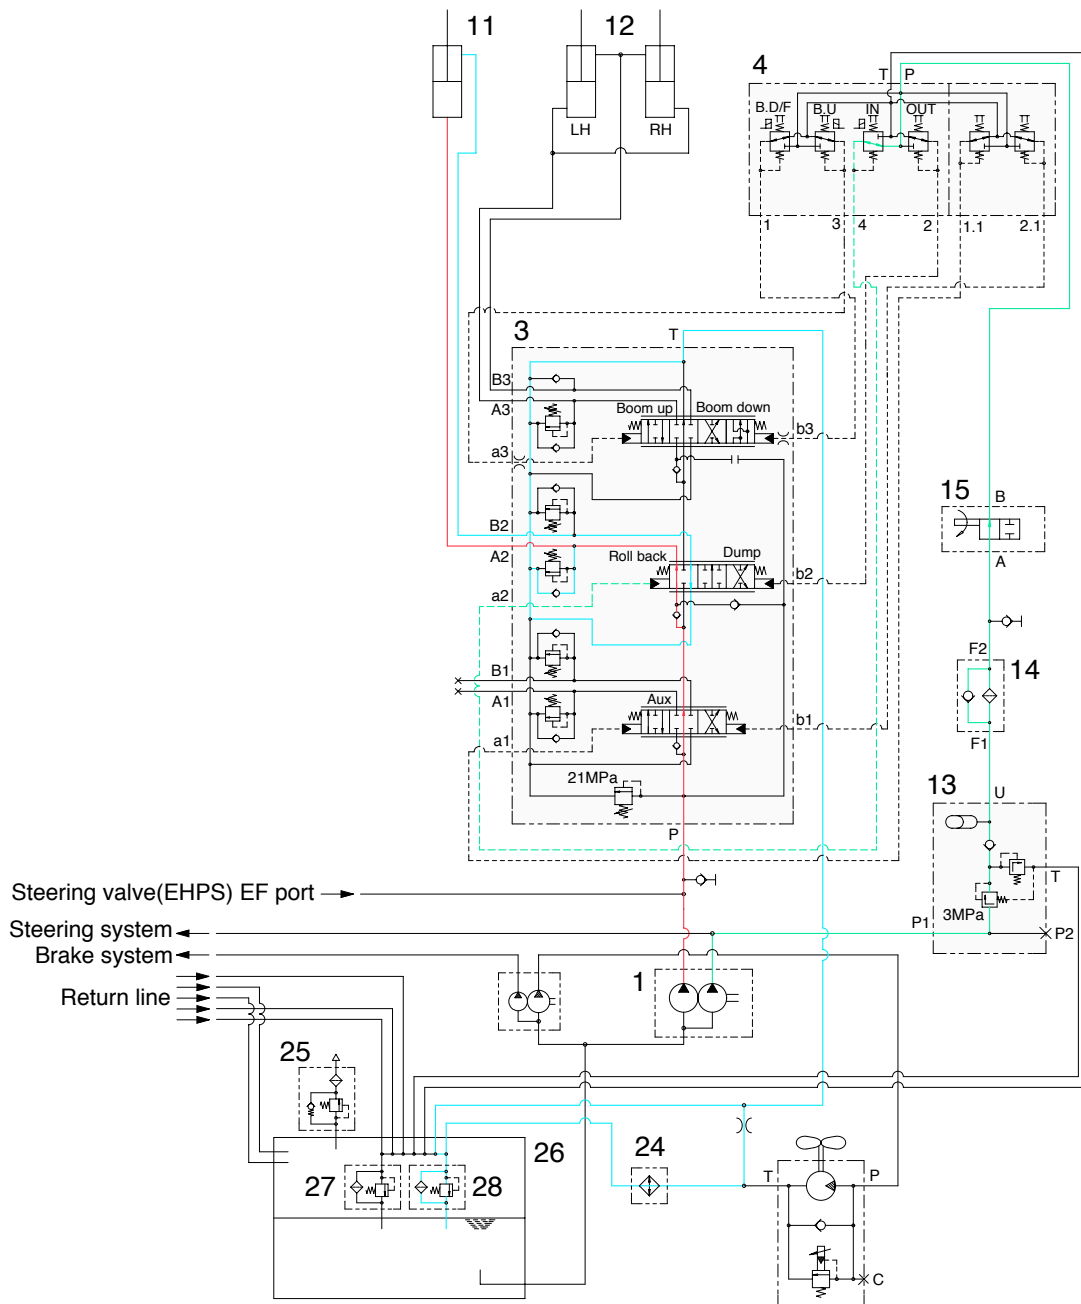 11
12
LH
RH
4
T
P
B.D/F
B.U
IN
OUT
1
3
4
2
1.1
2.1
3
T
B3
A3
Boom up
Boom down
a3
b3
B2
A2
Roll back
Dump
a2
b2
B1
A1
Aux
a1
b1
21MPa
P
15
B
A
F2
14
F1
13
U
T
3MPa
P1
P2
Steering valve(EHPS) EF port
Steering system
Brake system
Return line
1
25
26
27
28
24
T
P
C